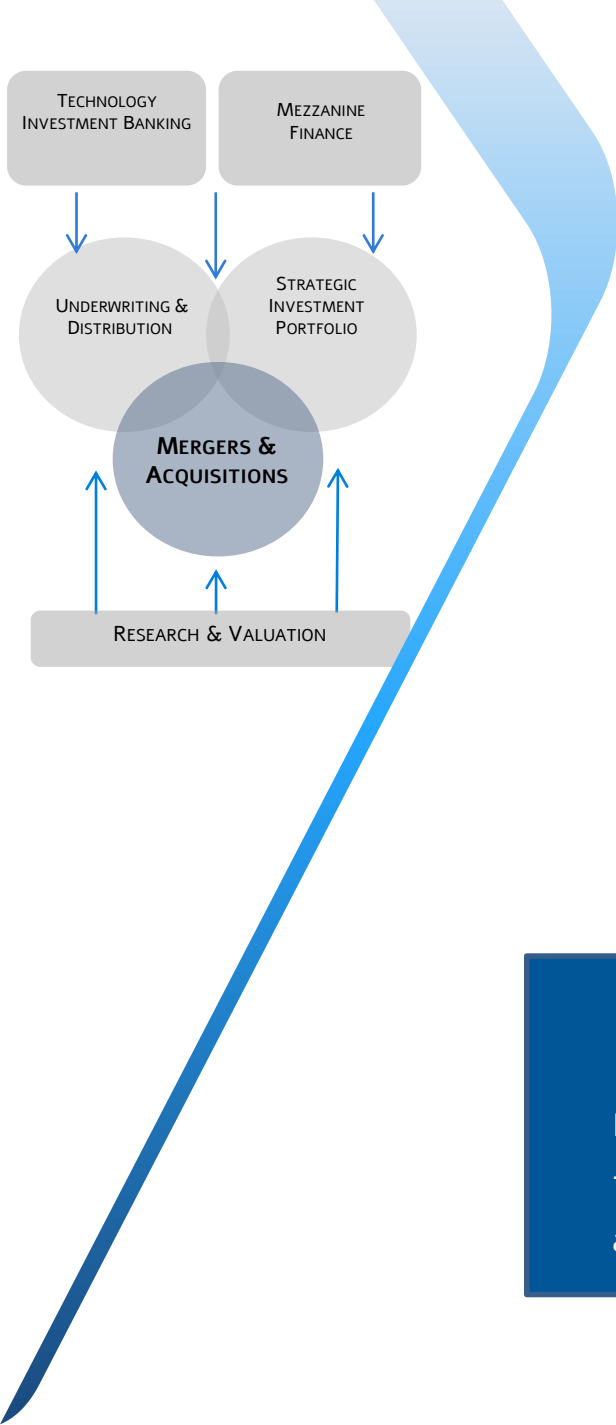 TECHNOLOGY
INVESTMENT BANKING
MEZZANINE
FINANCE
UNDERWRITING &
DISTRIBUTION
STRATEGIC
INVESTMENT
PORTFOLIO
MERGERS &
ACQUISITIONS
RESEARCH & VALUATION